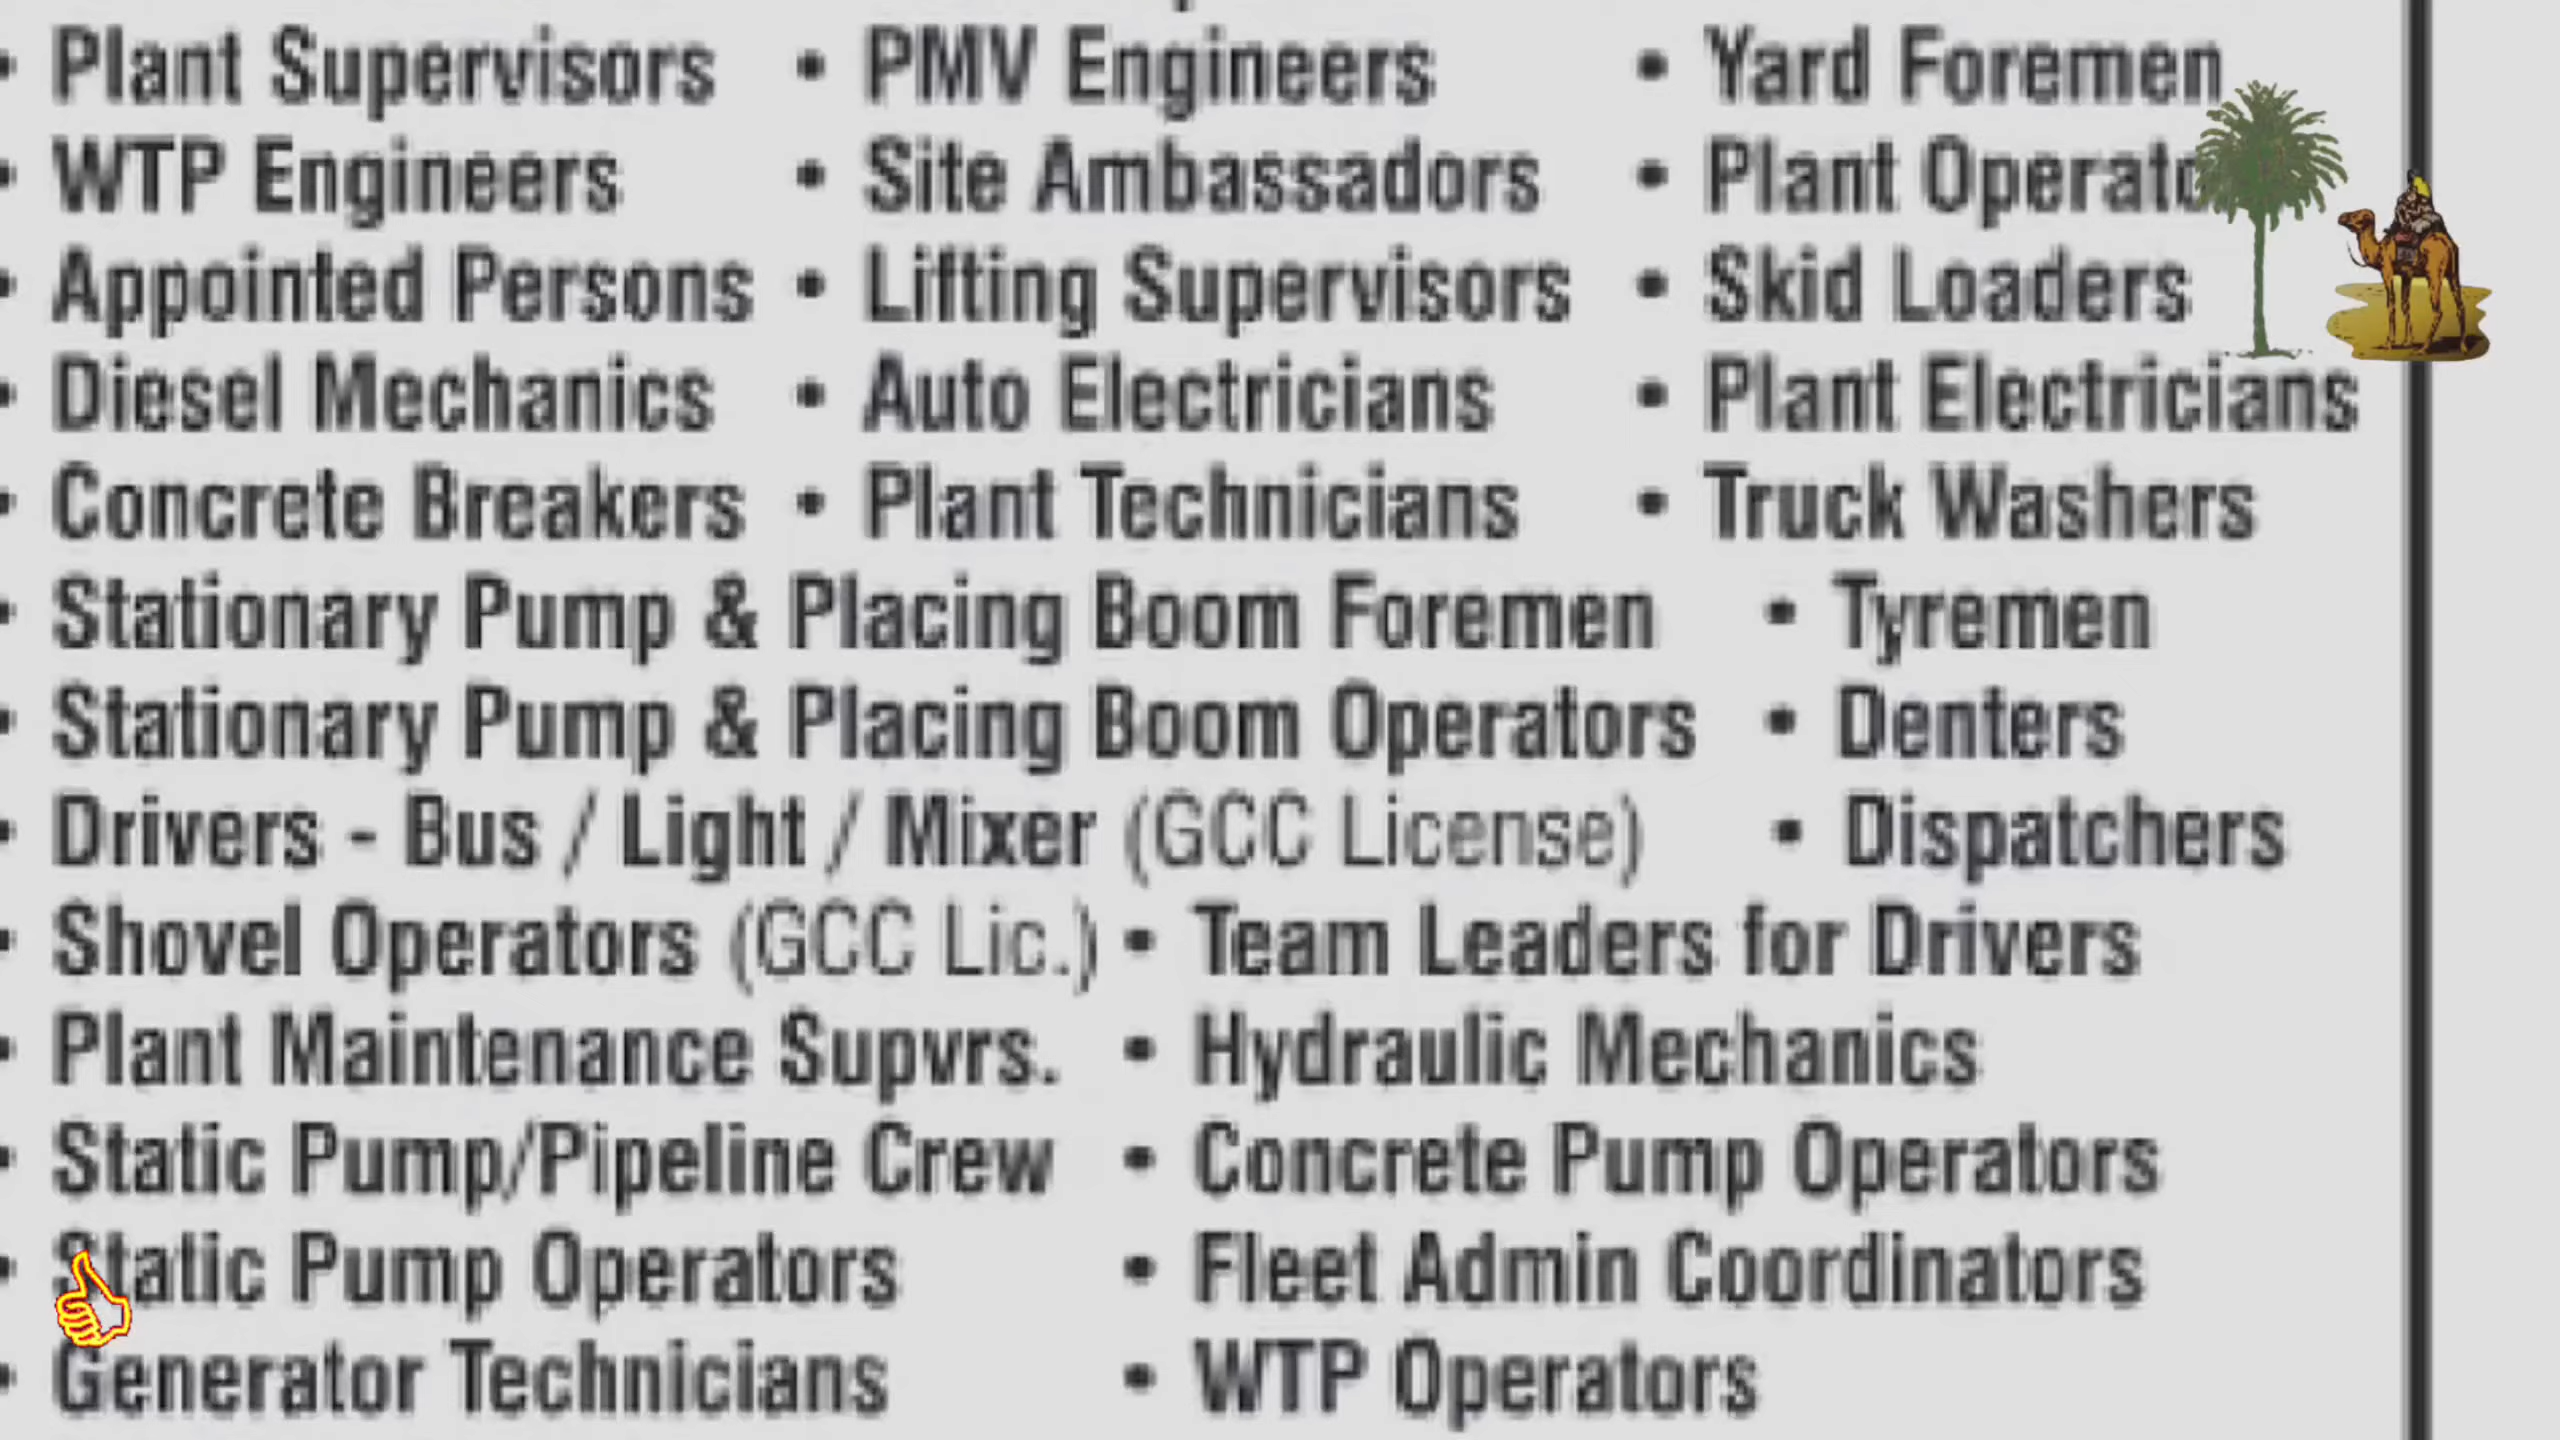 • Plant Supervisors • PMV Engineers • Yard Foremen
• WTP Engineers • Site Ambassadors • Plant
• Appointed Persons • Lifting Supervisors • Skid Loaders
• Diesel Mechanics • Auto Electricians • Plant Electricians
• Concrete Breakers • Plant Technicians • Truck Washers
• Stationary Pump & Placing Boom Foremen • Tyremen
• Stationary Pump & Placing Boom Operators • Denters
• Drivers - Bus / Light / Mixer (GCC License) • Dispatchers
• Shovel Operators (GCC Lic.) • Team Leaders for Drivers
• Plant Maintenance Supvrs. • Hydraulic Mechanics
• Static Pump/Pipeline Crew • Concrete Pump Operators
• Static Pump Operators • Fleet Admin Coordinators
• Generator Technicians • WTP Operators